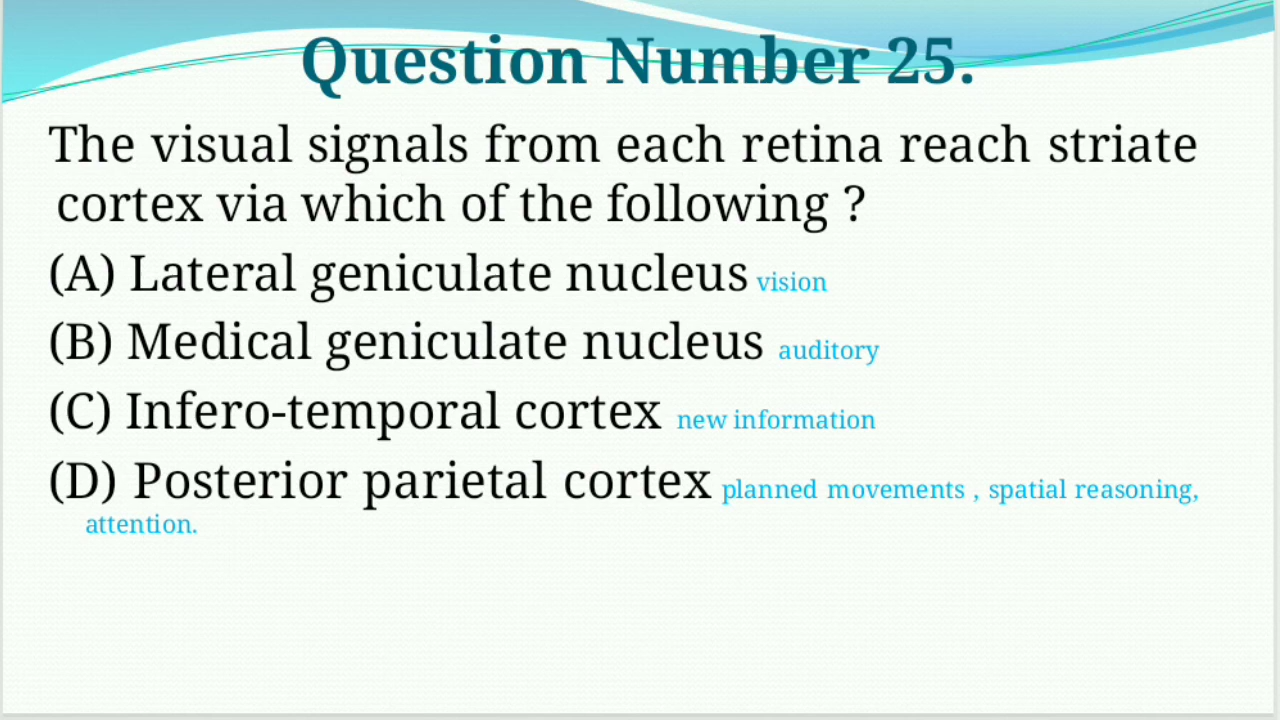 Question Number 25.
The visual signals from each retina reach striate
cortex via which of the following ?
(A) Lateral geniculate nucleus vision
(B) Medical geniculate nucleus auditory
(C) Infero-temporal cortex new information
(D) Posterior parietal cortex planned movements , spatial reasoning,
attention.